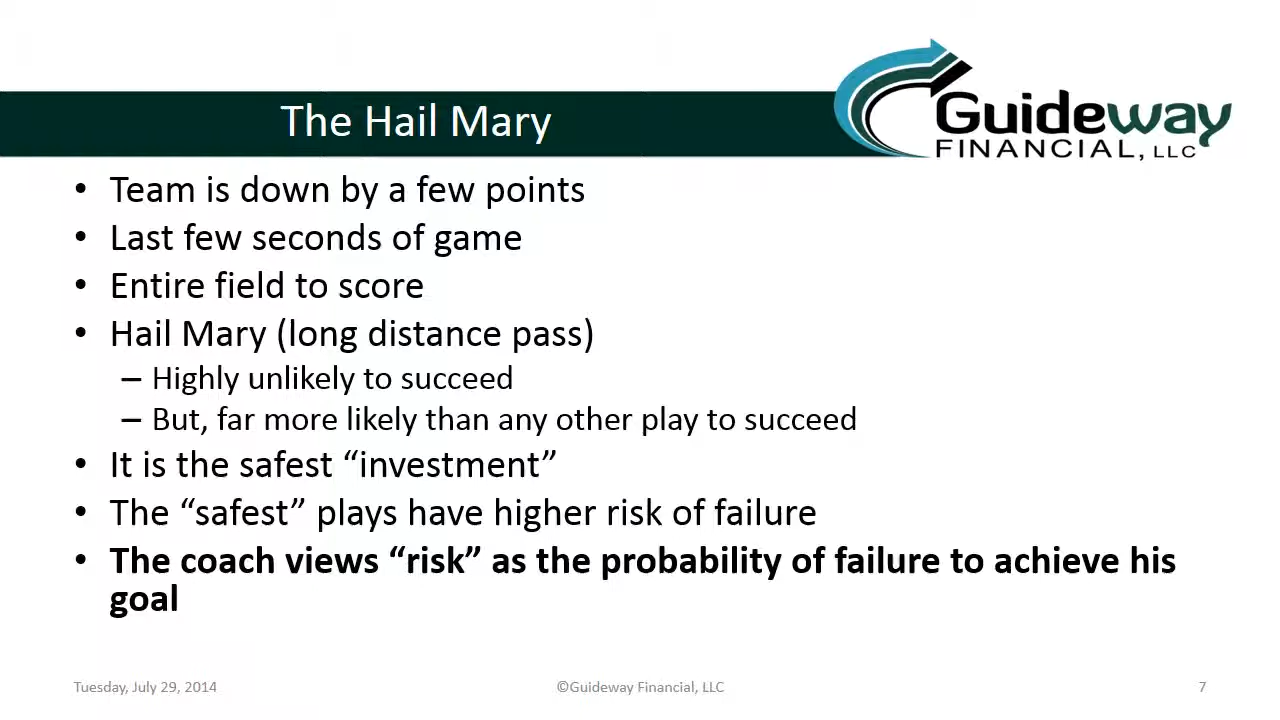 The Hail Mary
Guideway
FINANCIAL, LLC
• Team is down by a few points
• Last few seconds of game
• Entire field to score
• Hail Mary (long distance pass)
– Highly unlikely to succeed
– But, far more likely than any other play to succeed
• It is the safest “investment”
• The “safest” plays have higher risk of failure
• The coach views “risk” as the probability of failure to achieve his
goal
Tuesday, July 29, 2014
©Guideway Financial, LLC
7